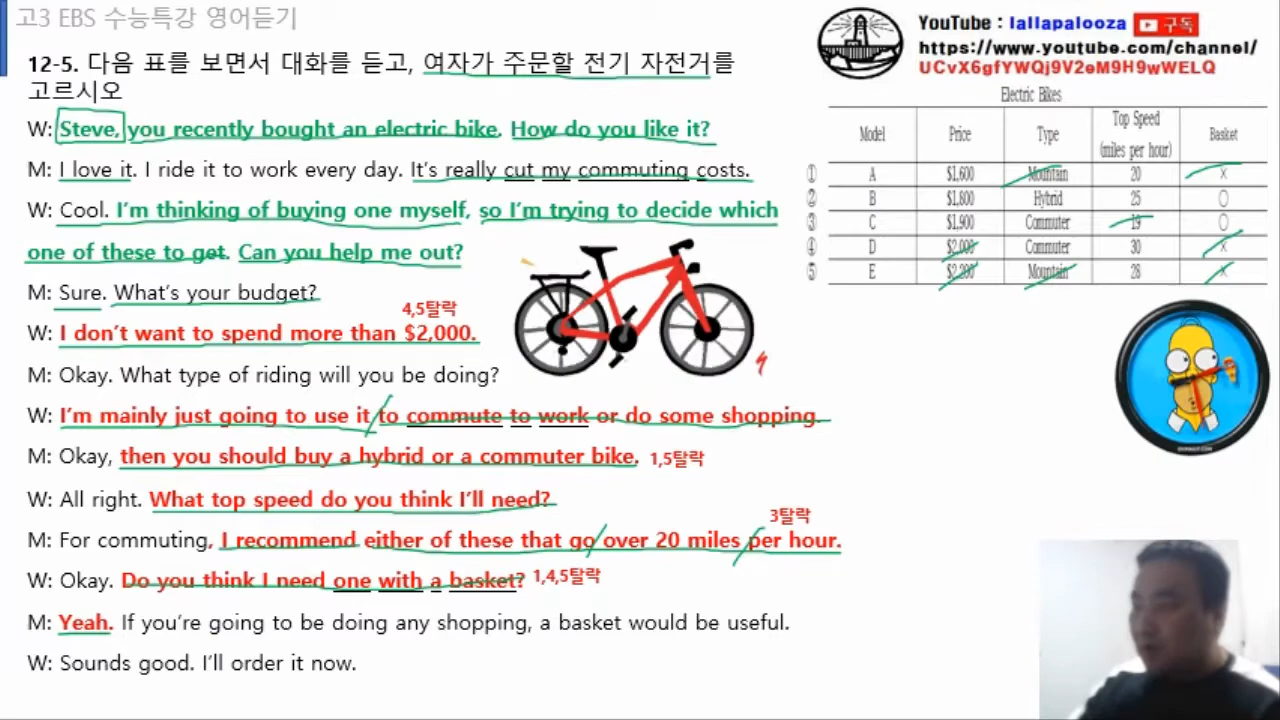 고3 EBS 수능특강 영어듣기
YouTube : lallapalooza 구독
https://www.youtube.com/channel/
UCvX6gfYWQj9V2eM9H9wWELQ
12-5. 다음 표를 보면서 대화를 듣고, 여자가 주문할 전기 자전거를
고르시오
W: Steve, you recently bought an electric bike. How do you like it?
M: I love it. I ride it to work every day. It's really cut my commuting costs.
W: Cool. I'm thinking of buying one myself, so I'm trying to decide which
one of these to get. Can you help me out?
M: Sure. What's your budget?
4,5탈락
W: I don't want to spend more than $2,000.
M: Okay. What type of riding will you be doing?
W: I'm mainly just going to use it to commute to work or do some shopping.
M: Okay, then you should buy a hybrid or a commuter bike. 1,5탈락
W: All right. What top speed do you think I'll need?
3탈락
M: For commuting, I recommend either of these that go over 20 miles per hour.
W: Okay. Do you think I need one with a basket? 1,4,5탈락
M: Yeah. If you're going to be doing any shopping, a basket would be useful.
W: Sounds good. I'll order it now.
Electric Bikes
Model Price Type Top Speed (miles per hour) Basket
① A $1,600 Mountain 20 ×
② B $1,800 Hybrid 25 ○
③ C $1,900 Commuter 19 ○
④ D $2,000 Commuter 30 ×
⑤ E $2,200 Mountain 28 ×